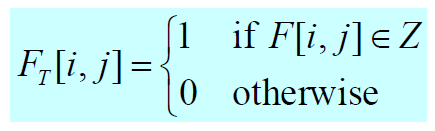 F_T[i, j] = { 1 if F[i, j] ∈ Z
0 otherwise